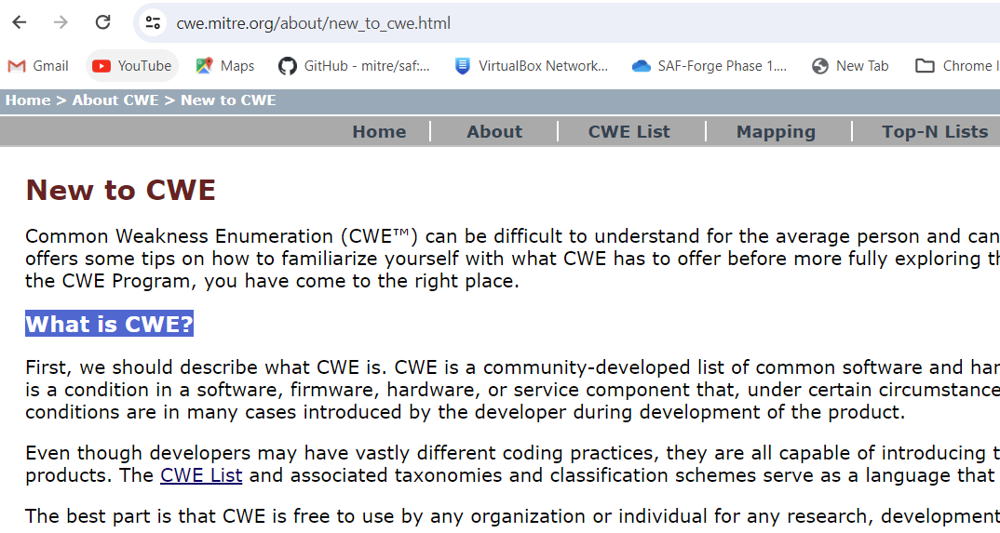 cwe.mitre.org/about/new_to_cwe.html
Gmail YouTube Maps GitHub - mitre/saf:... VirtualBox Network... SAF-Forge Phase 1.... New Tab Chrome
Home > About CWE > New to CWE
Home About CWE List Mapping Top-N Lists
New to CWE
Common Weakness Enumeration (CWE™) can be difficult to understand for the average person and can
offers some tips on how to familiarize yourself with what CWE has to offer before more fully exploring
the CWE Program, you have come to the right place.
What is CWE?
First, we should describe what CWE is. CWE is a community-developed list of common software and
is a condition in a software, firmware, hardware, or service component that, under certain circumstance
conditions are in many cases introduced by the developer during development of the product.
Even though developers may have vastly different coding practices, they are all capable of introducing
products. The CWE List and associated taxonomies and classification schemes serve as a language that
The best part is that CWE is free to use by any organization or individual for any research, development